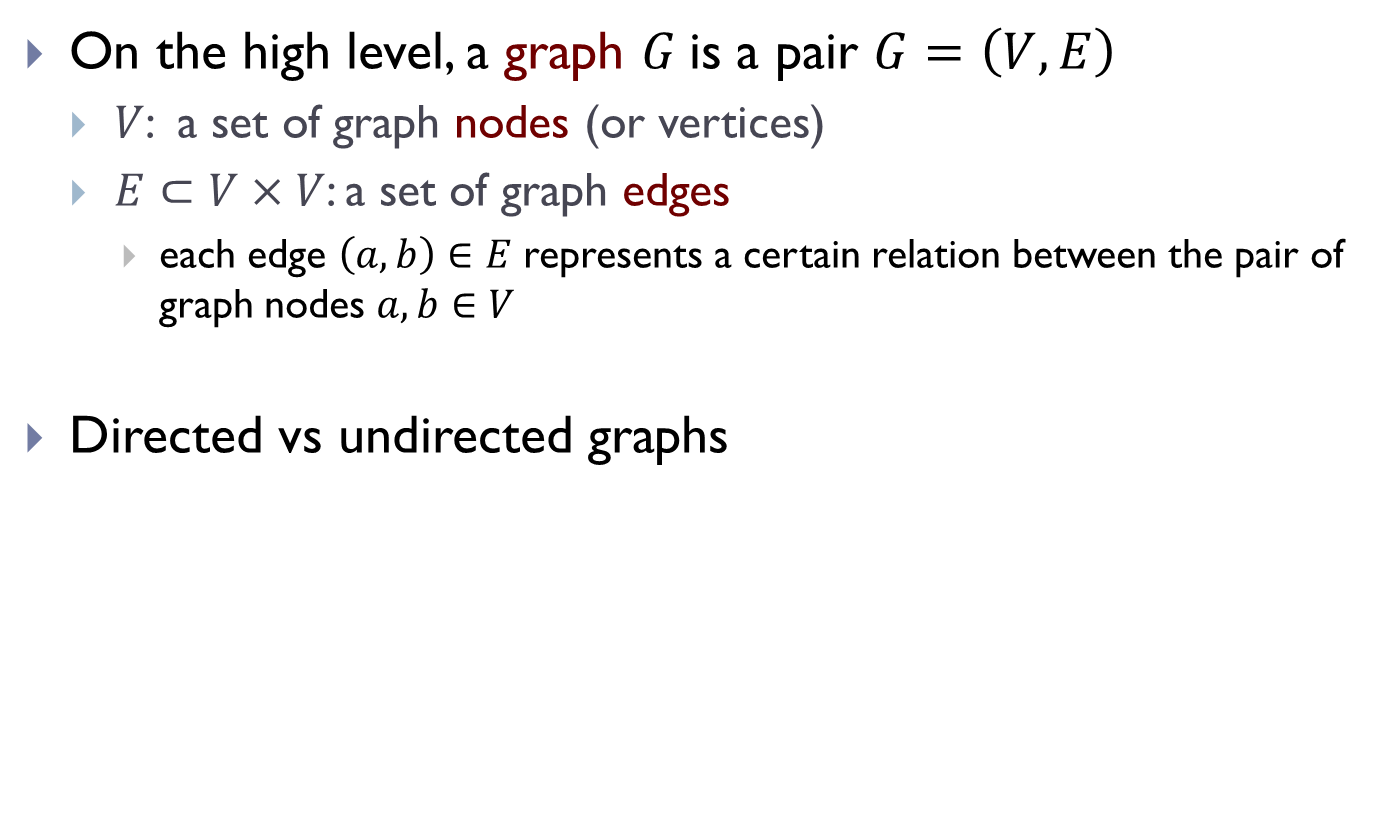 On the high level, a graph G is a pair G = (V, E)
V: a set of graph nodes (or vertices)
E ⊂ V × V: a set of graph edges
each edge (a, b) ∈ E represents a certain relation between the pair of
graph nodes a, b ∈ V
Directed vs undirected graphs